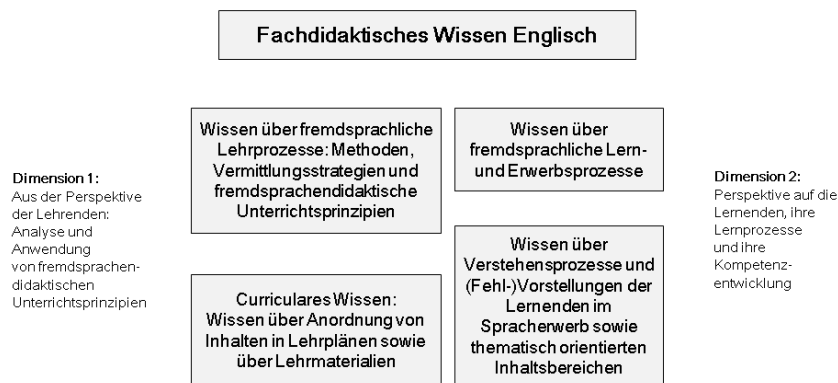 Fachdidaktisches Wissen Englisch
Wissen über fremdsprachliche
Lehrprozesse: Methoden,
Vermittlungsstrategien und
fremdsprachendidaktische
Unterrichtsprinzipien
Wissen über
fremdsprachliche Lern-
und Erwerbsprozesse
Dimension 1:
Aus der Perspektive
der Lehrenden:
Analyse und
Anwendung
von fremdsprachen-
didaktischen
Unterrichtsprinzipien
Dimension 2:
Perspektive auf die
Lernenden, ihre
Lernprozesse
und ihre
Kompetenz-
entwicklung
Curriculares Wissen:
Wissen über Anordnung von
Inhalten in Lehrplänen sowie
über Lehrmaterialien
Wissen über
Verstehensprozesse und
(Fehl-)Vorstellungen der
Lernenden im
Spracherwerb sowie
thematisch orientierten
Inhaltsbereichen